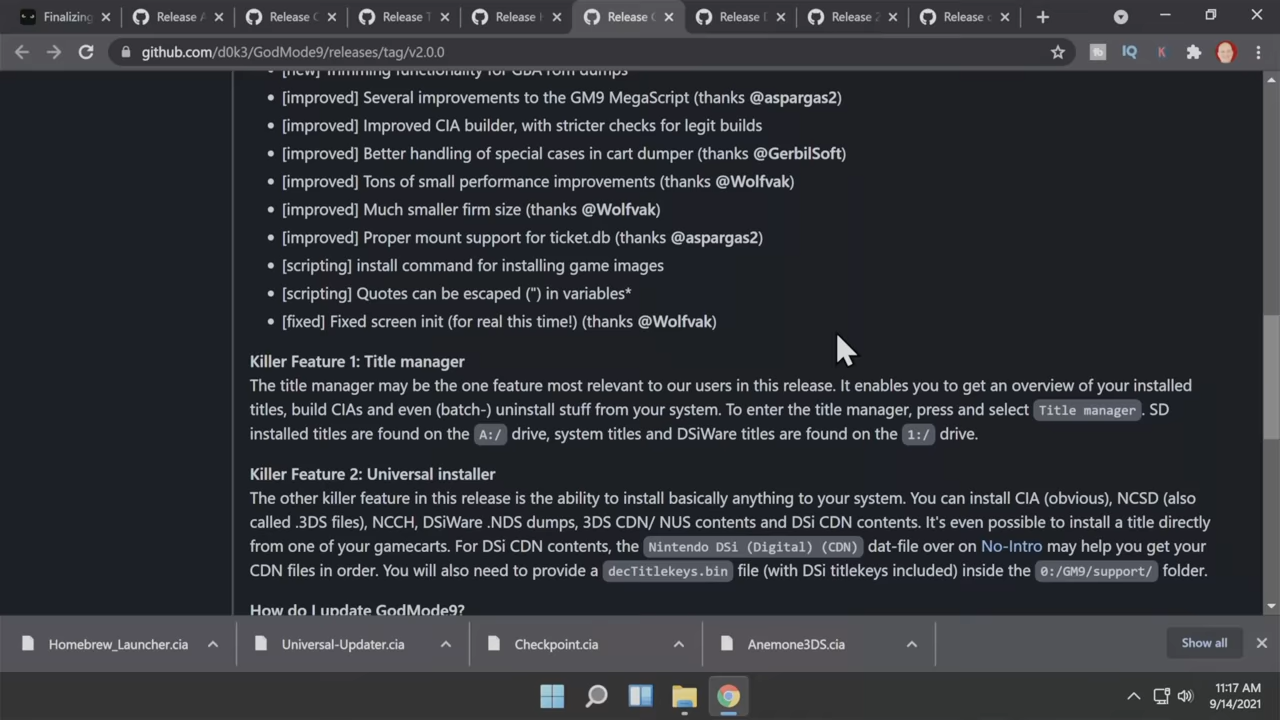 Finalizing
Release A
Release C
Release T
Release H
Release G
Release D
Release 2
Release c
github.com/d0k3/GodMode9/releases/tag/v2.0.0
IQ
K
[new] Trimming functionality for GBA rom dumps
[improved] Several improvements to the GM9 MegaScript (thanks @aspargas2)
[improved] Improved CIA builder, with stricter checks for legit builds
[improved] Better handling of special cases in cart dumper (thanks @GerbilSoft)
[improved] Tons of small performance improvements (thanks @Wolfvak)
[improved] Much smaller firm size (thanks @Wolfvak)
[improved] Proper mount support for ticket.db (thanks @aspargas2)
[scripting] install command for installing game images
[scripting] Quotes can be escaped (") in variables*
[fixed] Fixed screen init (for real this time!) (thanks @Wolfvak)
Killer Feature 1: Title manager
The title manager may be the one feature most relevant to our users in this release. It enables you to get an overview of your installed
titles, build CIAs and even (batch-) uninstall stuff from your system. To enter the title manager, press and select Title manager. SD
installed titles are found on the A:/ drive, system titles and DSiWare titles are found on the 1:/ drive.
Killer Feature 2: Universal installer
The other killer feature in this release is the ability to install basically anything to your system. You can install CIA (obvious), NCSD (also
called .3DS files), NCCH, DSiWare .NDS dumps, 3DS CDN/ NUS contents and DSi CDN contents. It's even possible to install a title directly
from one of your gamecarts. For DSi CDN contents, the Nintendo DSi (Digital) (CDN) dat-file over on No-Intro may help you get your
CDN files in order. You will also need to provide a decTitlekeys.bin file (with DSi titlekeys included) inside the 0:/GM9/support/ folder.
How do I update GodMode9?
Homebrew_Launcher.cia
Universal-Updater.cia
Checkpoint.cia
Anemone3DS.cia
Show all
11:17 AM
9/14/2021